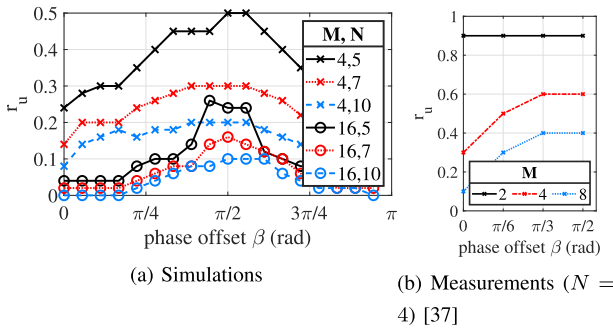 0.5
0.4
0.3
0.2
0.1
0
r_u
0
π/4
π/2
3π/4
π
phase offset β (rad)
M, N
4,5
4,7
4,10
16,5
16,7
16,10
(a) Simulations
1
0.8
0.6
0.4
0.2
0
r_u
M
2 4 8
0 π/6 π/3 π/2
phase offset β (rad)
(b) Measurements (N =
4) [37]